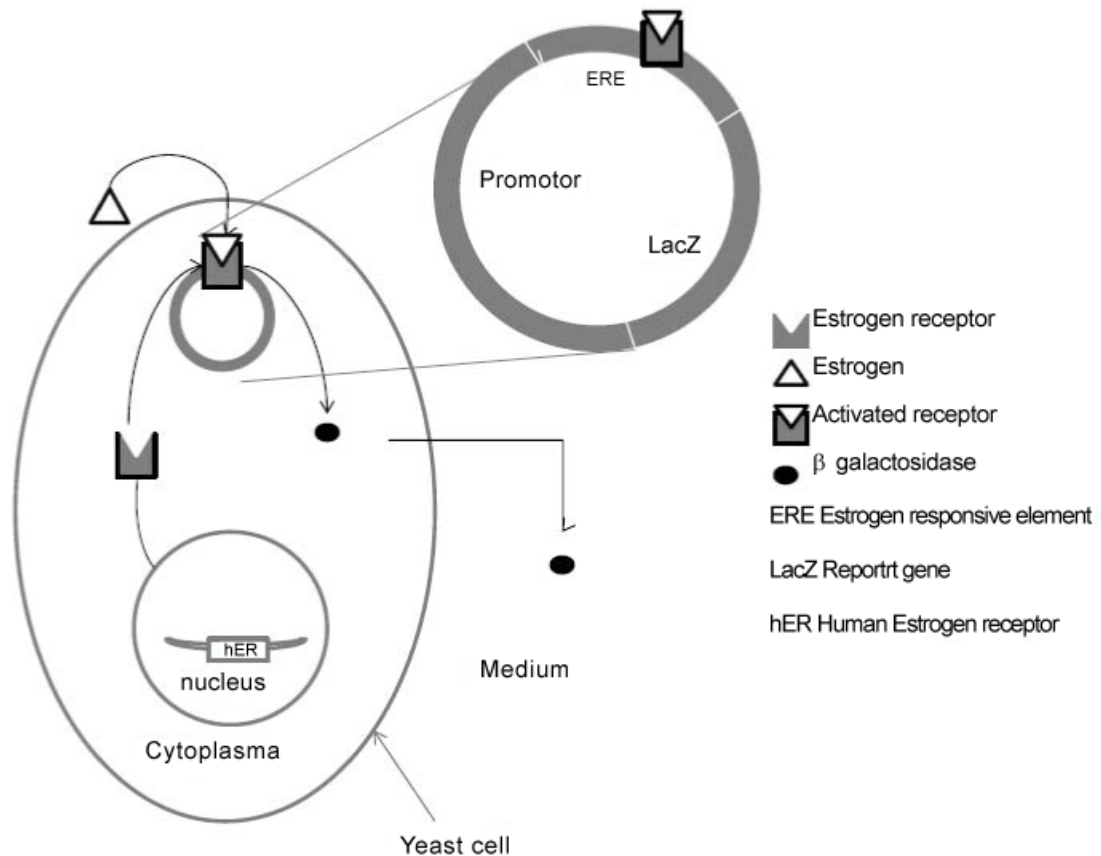 ERE
Promotor
LacZ
Estrogen receptor
Estrogen
Activated receptor
β galactosidase
ERE Estrogen responsive element
LacZ Reportrt gene
hER Human Estrogen receptor
hER
nucleus
Medium
Cytoplasma
Yeast cell